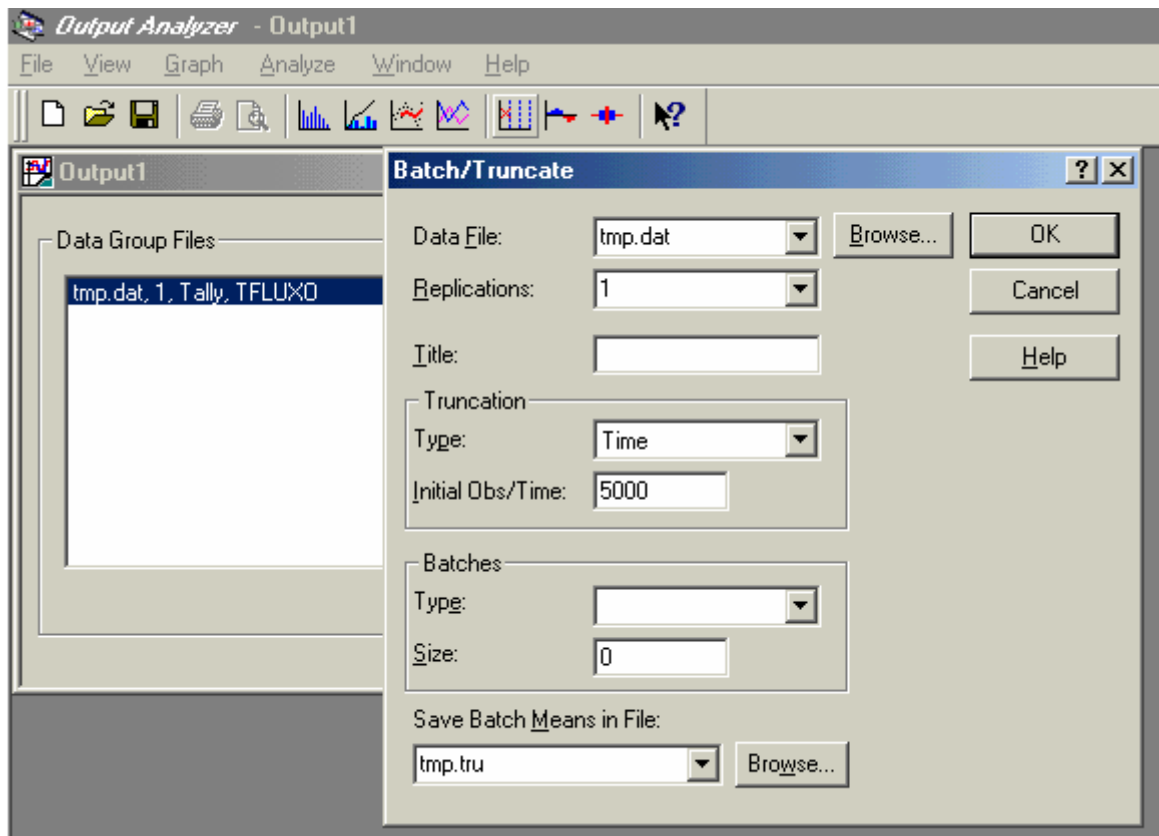 Output Analyzer - Output1
File View Graph Analyze Window Help
Output1
Data Group Files
tmp.dat, 1, Tally, TFLUXO
Batch/Truncate
Data File: tmp.dat Browse... OK
Replications: 1 Cancel
Title: Help
Truncation
Type: Time
Initial Obs/Time: 5000
Batches
Type:
Size: 0
Save Batch Means in File:
tmp.tru Browse...